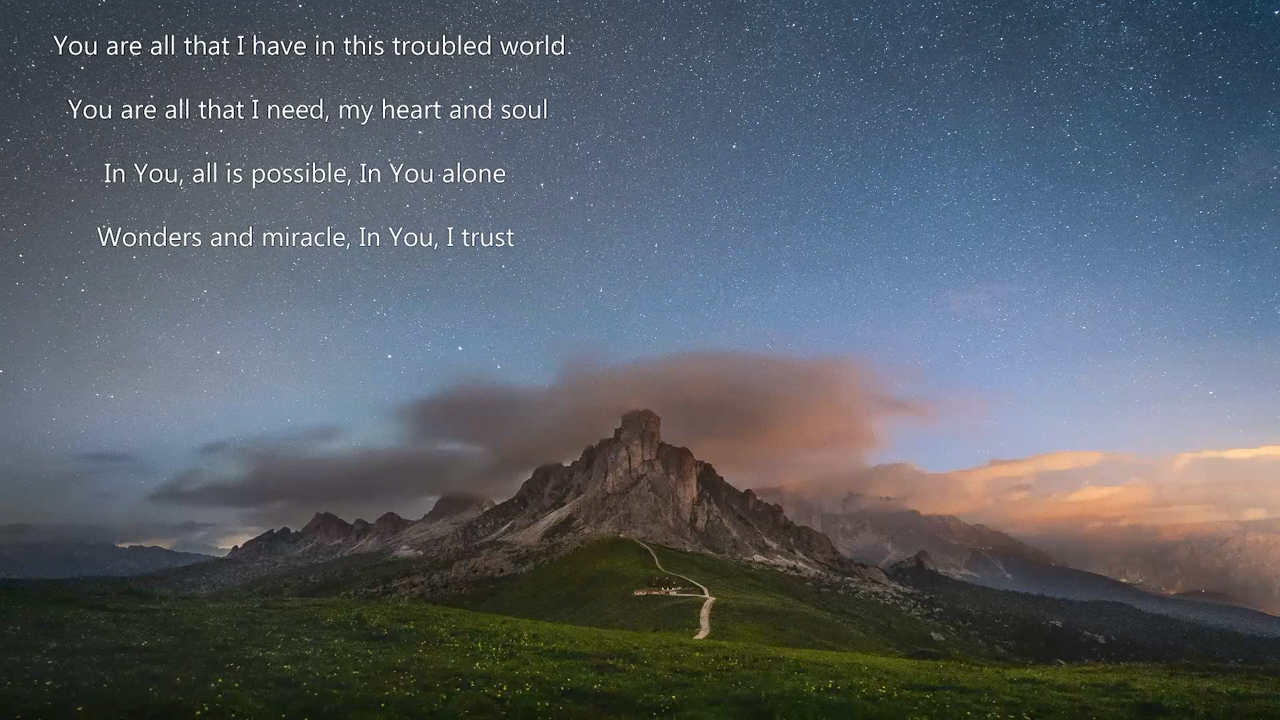 You are all that I have in this troubled world.
You are all that I need, my heart and soul
In You, all is possible, In You alone
Wonders and miracle, In You, I trust